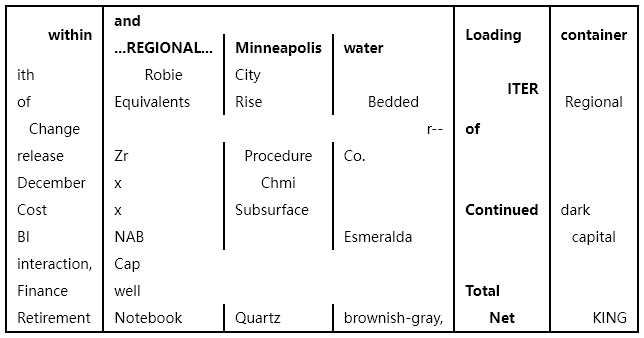 and
within ...REGIONAL... Minneapolis water Loading container
ith Robie City
ITER
of Equivalents Rise Bedded Regional
Change r-- of
release Zr Procedure Co.
December x Chmi
Cost x Subsurface Continued dark
BI NAB Esmeralda capital
interaction, Cap
Finance well Total
Retirement Notebook Quartz brownish-gray, Net KING